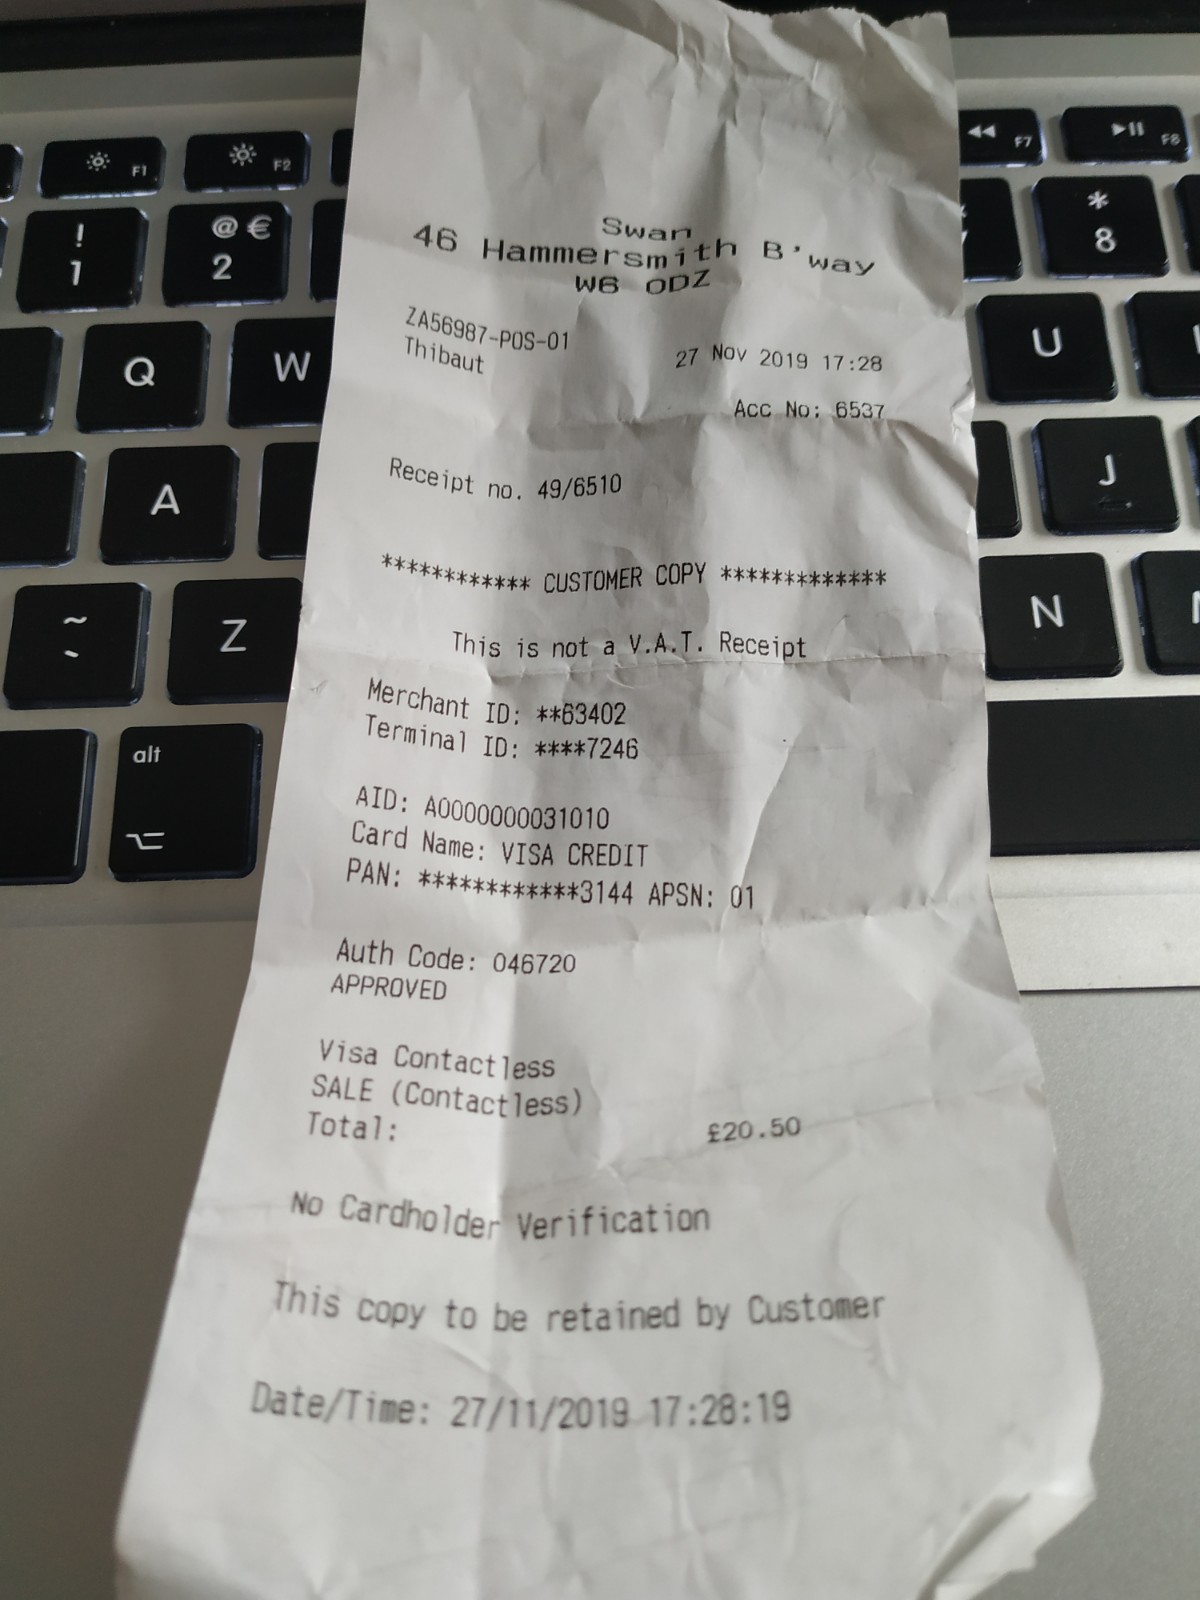 Swan
46 Hammersmith B'way
W6 0DZ
ZA56987-POS-01
Thibaut
27 Nov 2019 17:28
Acc No: 6537
Receipt no. 49/6510
************ CUSTOMER COPY *************
This is not a V.A.T. Receipt
Merchant ID: **63402
Terminal ID: ****7246
AID: A0000000031010
Card Name: VISA CREDIT
PAN: ************3144 APSN: 01
Auth Code: 046720
APPROVED
Visa Contactless
SALE (Contactless)
Total: £20.50
No Cardholder Verification
This copy to be retained by Customer
Date/Time: 27/11/2019 17:28:19
F1
F2
F7
F8
!
1
@ €
2
*
8
Q
W
U
A
J
~
Z
N
alt